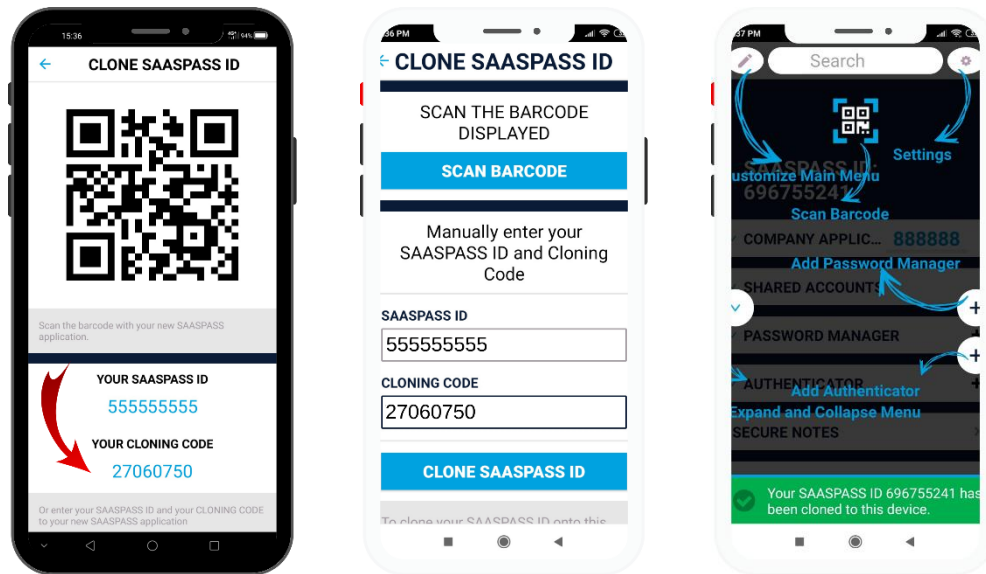 15:36
94%
CLONE SAASPASS ID
Scan the barcode with your new SAASPASS
application.
YOUR SAASPASS ID
555555555
YOUR CLONING CODE
27060750
Or enter your SAASPASS ID and your CLONING CODE
to your new SAASPASS application
36 PM
CLONE SAASPASS ID
SCAN THE BARCODE
DISPLAYED
SCAN BARCODE
Manually enter your
SAASPASS ID and Cloning
Code
SAASPASS ID
555555555
CLONING CODE
27060750
CLONE SAASPASS ID
To clone your SAASPASS ID onto this
37 PM
Search
Settings
SAASPASS ID:
ustomize Main Menu
696755241
Scan Barcode
COMPANY APPLIC... 888888
Add Password Manager
SHARED ACCOUNTS
PASSWORD MANAGER
AUTHENTICATOR
Add Authenticator
Expand and Collapse Menu
SECURE NOTES
Your SAASPASS ID 696755241 has
been cloned to this device.